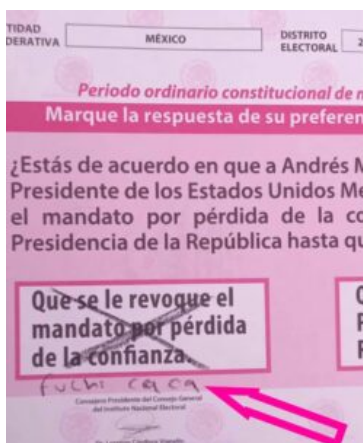 TIDAD
DERATIVA
MÉXICO
DISTRITO
ELECTORAL
2
Periodo ordinario constitucional de m
Marque la respuesta de su preferen
¿Estás de acuerdo en que a Andrés M
Presidente de los Estados Unidos Me
el mandato por pérdida de la co
Presidencia de la República hasta qu
Que se le revoque el
mandato por pérdida
de la confianza.
fuchi caca
Consejero Presidente del Consejo General
del Instituto Nacional Electoral